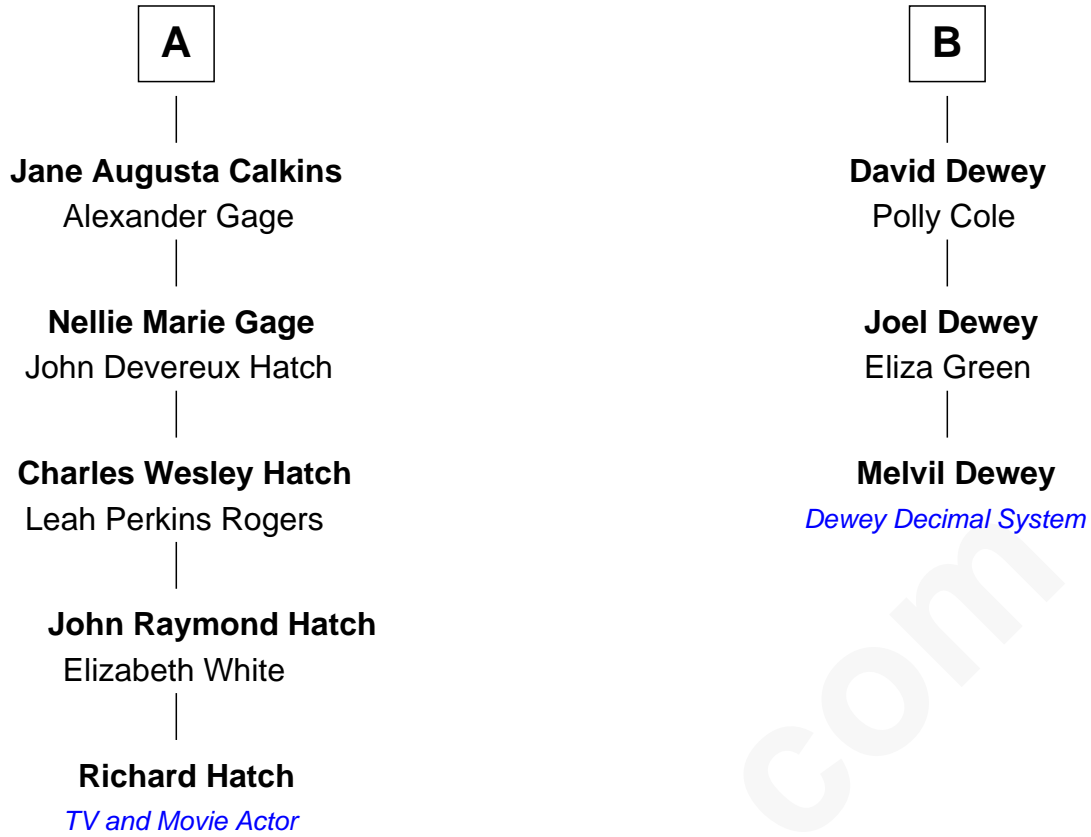 A
Jane Augusta Calkins
Alexander Gage
Nellie Marie Gage
John Devereux Hatch
Charles Wesley Hatch
Leah Perkins Rogers
John Raymond Hatch
Elizabeth White
Richard Hatch
TV and Movie Actor
B
David Dewey
Polly Cole
Joel Dewey
Eliza Green
Melvil Dewey
Dewey Decimal System
com